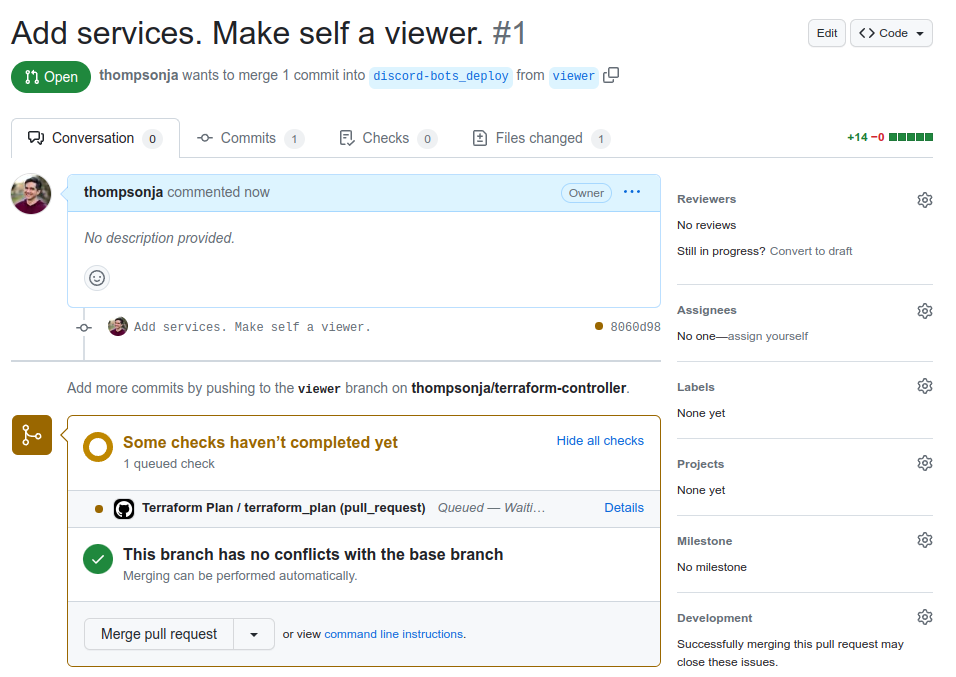 Add services. Make self a viewer. #1
Edit
Code
Open
thompsonja wants to merge 1 commit into discord-bots_deploy from viewer
Conversation 0
Commits 1
Checks 0
Files changed 1
+14 −0
thompsonja commented now
Owner
No description provided.
Add services. Make self a viewer.
8060d98
Add more commits by pushing to the viewer branch on thompsonja/terraform-controller.
Some checks haven't completed yet
Hide all checks
1 queued check
Terraform Plan / terraform_plan (pull_request) Queued — Waiti…
Details
This branch has no conflicts with the base branch
Merging can be performed automatically.
Merge pull request
or view command line instructions.
Reviewers
No reviews
Still in progress? Convert to draft
Assignees
No one—assign yourself
Labels
None yet
Projects
None yet
Milestone
No milestone
Development
Successfully merging this pull request may
close these issues.